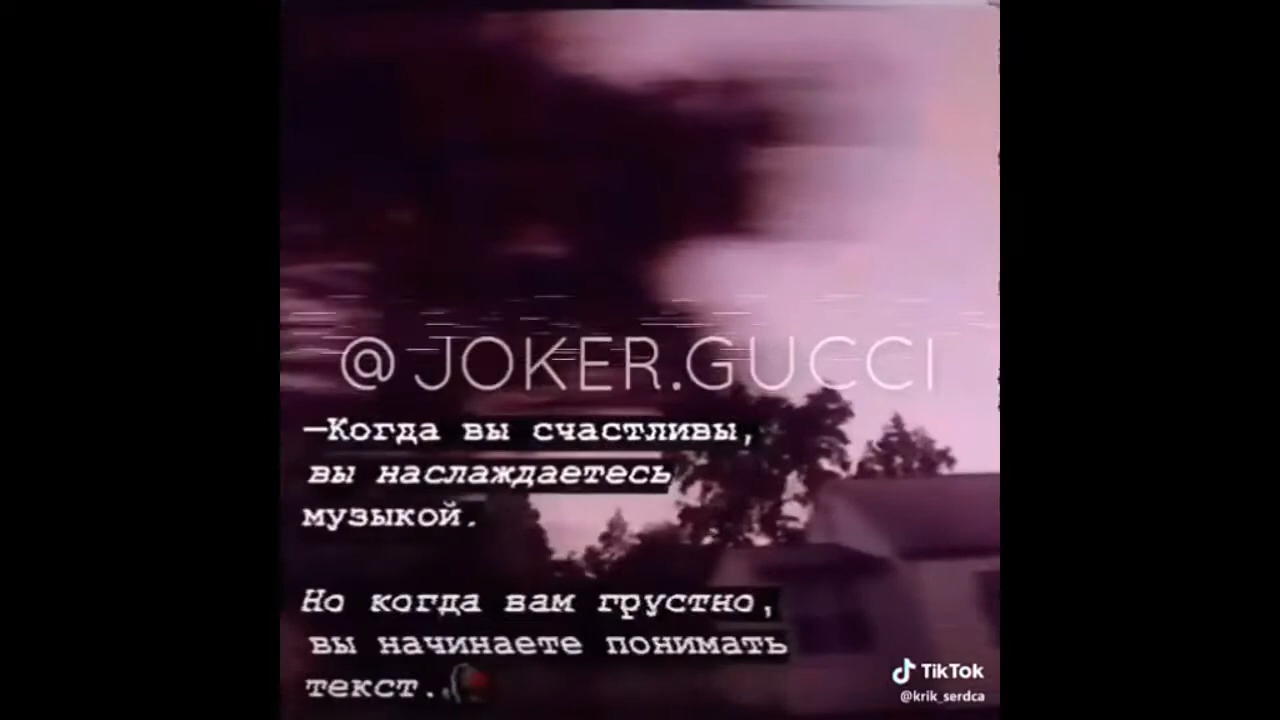 @JOKER.GUCCI
—Когда вы счастливы,
вы наслаждаетесь
музыкой.
Но когда вам грустно,
вы начинаете понимать
текст..
TikTok
@krik_serdca